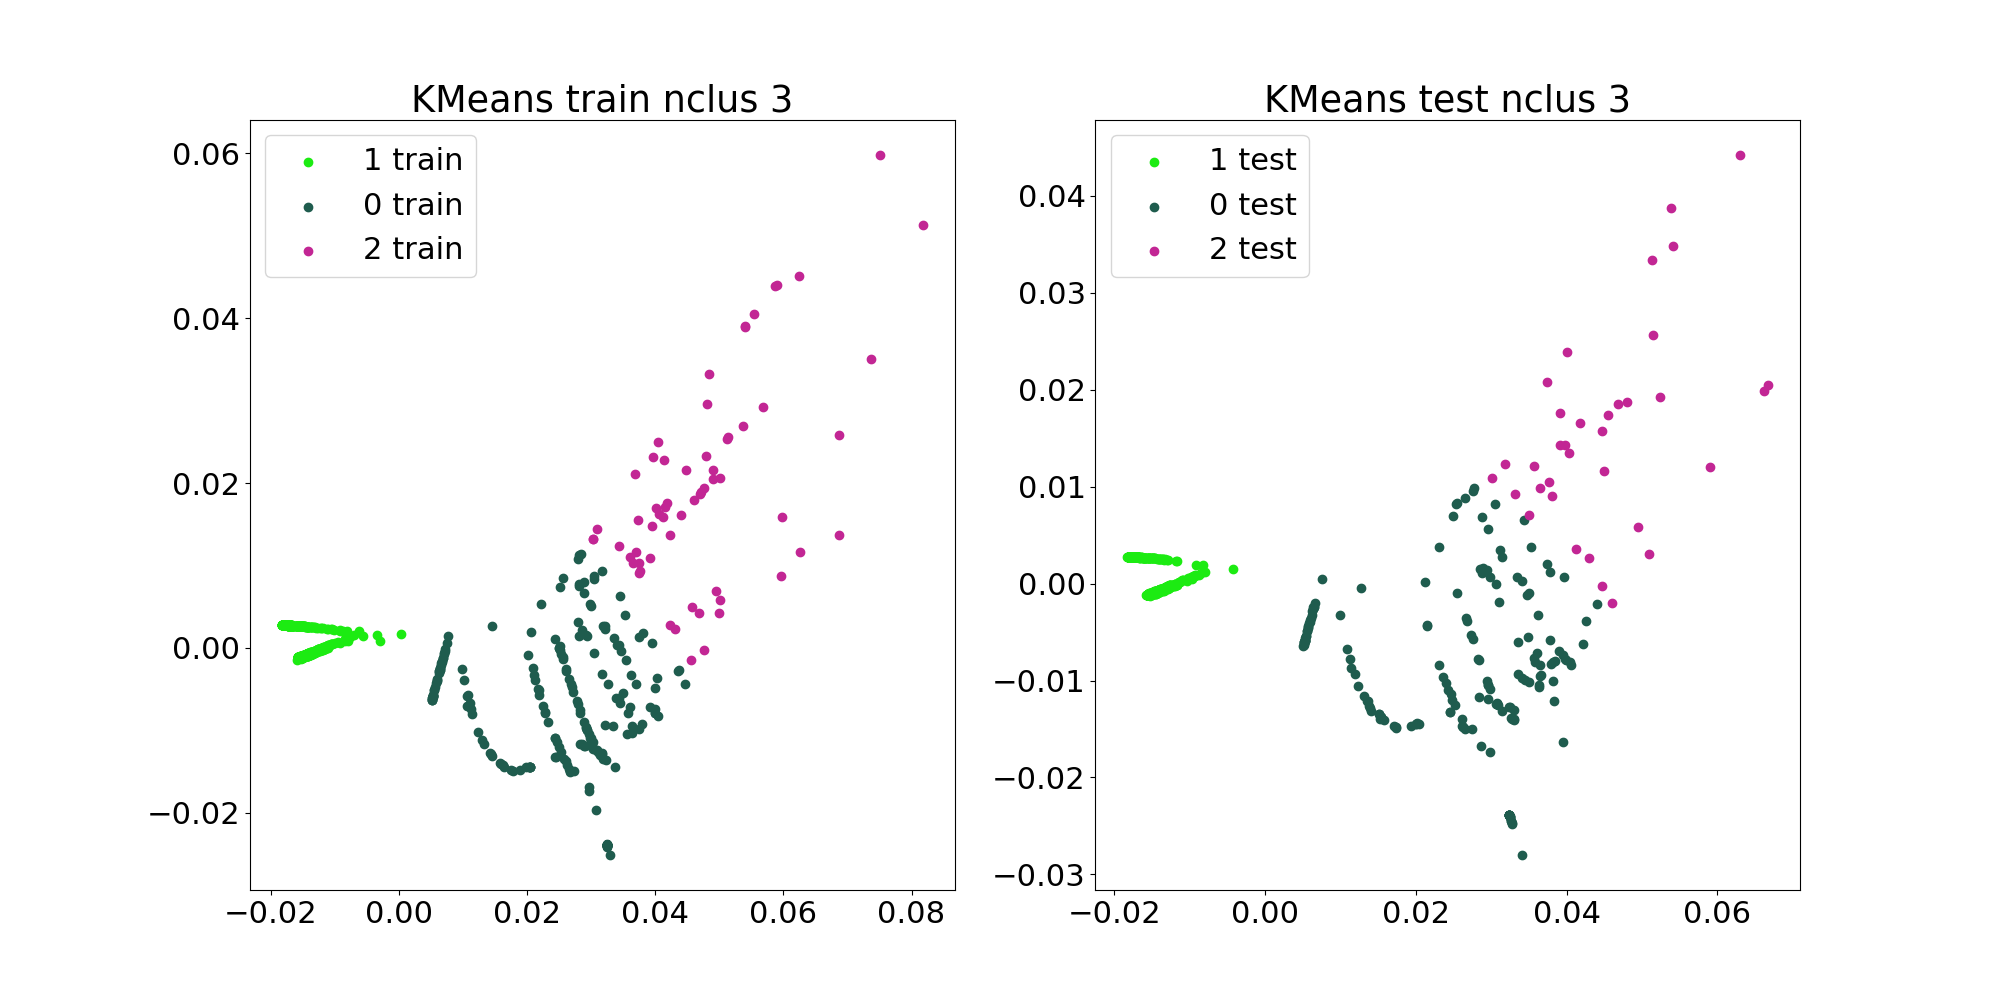 KMeans train nclus 3
1 train
0 train
2 train
0.06
0.04
0.02
0.00
−0.02
−0.02 0.00 0.02 0.04 0.06 0.08
KMeans test nclus 3
1 test
0 test
2 test
0.04
0.03
0.02
0.01
0.00
−0.01
−0.02
−0.03
−0.02 0.00 0.02 0.04 0.06